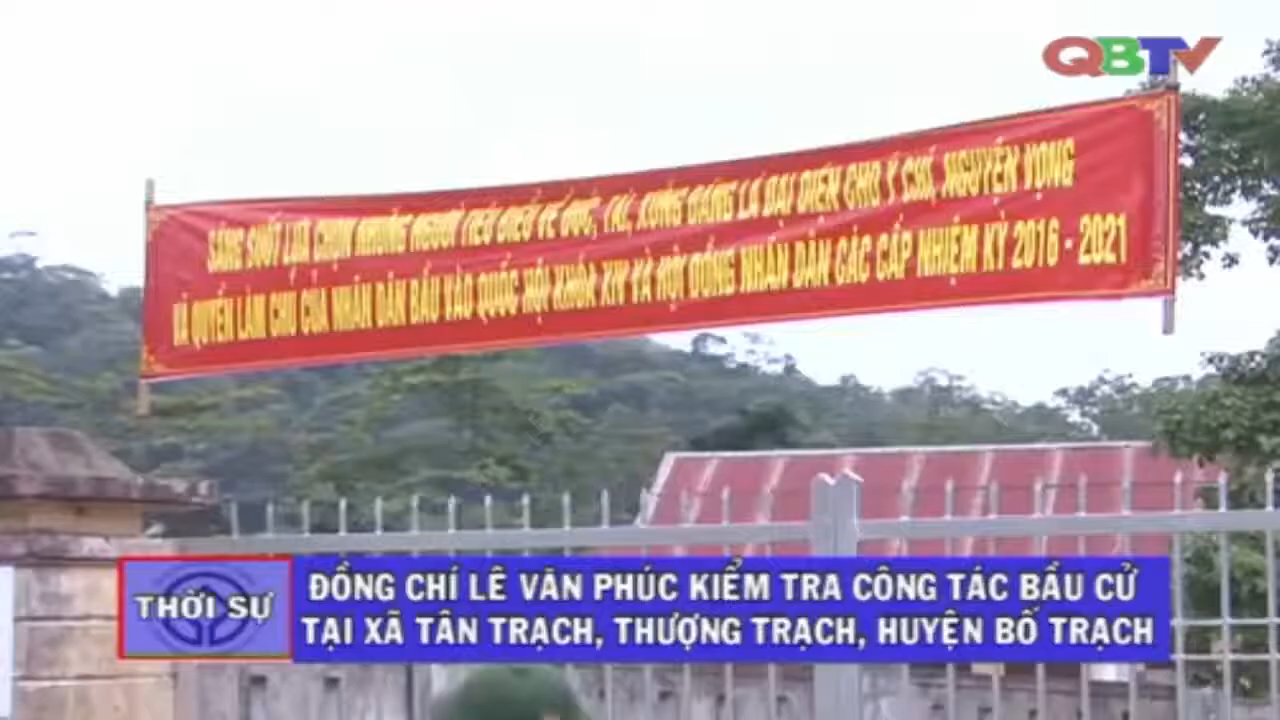 QBTV
SÁNG SUỐT LỰA CHỌN NHỮNG NGƯỜI TIÊU BIỂU VỀ ĐỨC, TÀI, XỨNG ĐÁNG LÀ ĐẠI DIỆN CHO Ý CHÍ, NGUYỆN VỌNG
VÀ QUYỀN LÀM CHỦ CỦA NHÂN DÂN BẦU VÀO QUỐC HỘI KHÓA XIV VÀ HỘI ĐỒNG NHÂN DÂN CÁC CẤP NHIỆM KỲ 2016 - 2021
THỜI SỰ
ĐỒNG CHÍ LÊ VĂN PHÚC KIỂM TRA CÔNG TÁC BẦU CỬ
TẠI XÃ TÂN TRẠCH, THƯỢNG TRẠCH, HUYỆN BỐ TRẠCH